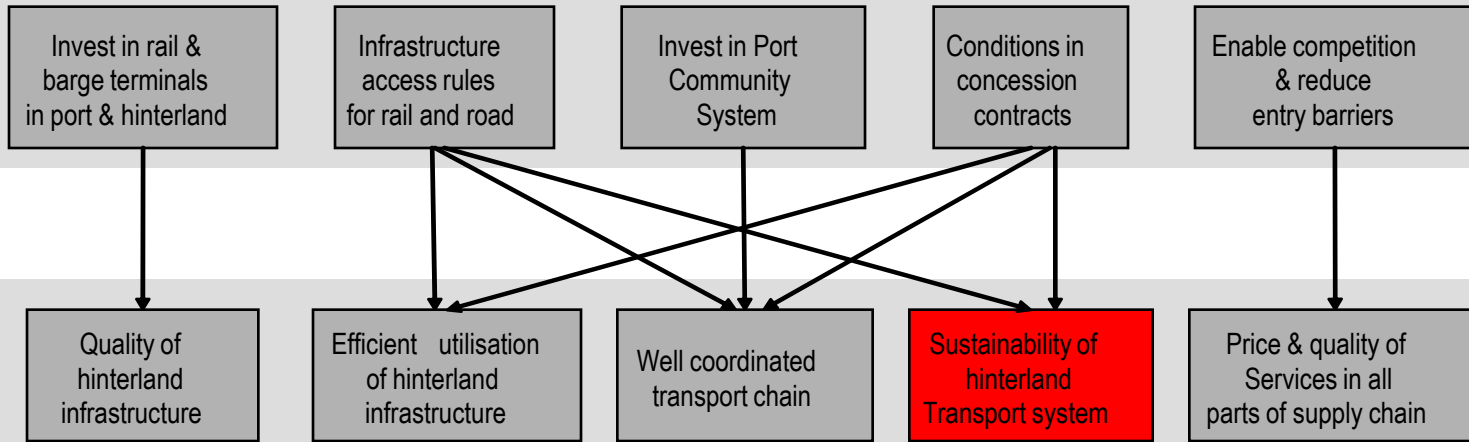 Invest in rail &
barge terminals
in port & hinterland
Infrastructure
access rules
for rail and road
Invest in Port
Community
System
Conditions in
concession
contracts
Enable competition
& reduce
entry barriers
Quality of
hinterland
infrastructure
Efficient utilisation
of hinterland
infrastructure
Well coordinated
transport chain
Sustainability of
hinterland
Transport system
Price & quality of
Services in all
parts of supply chain